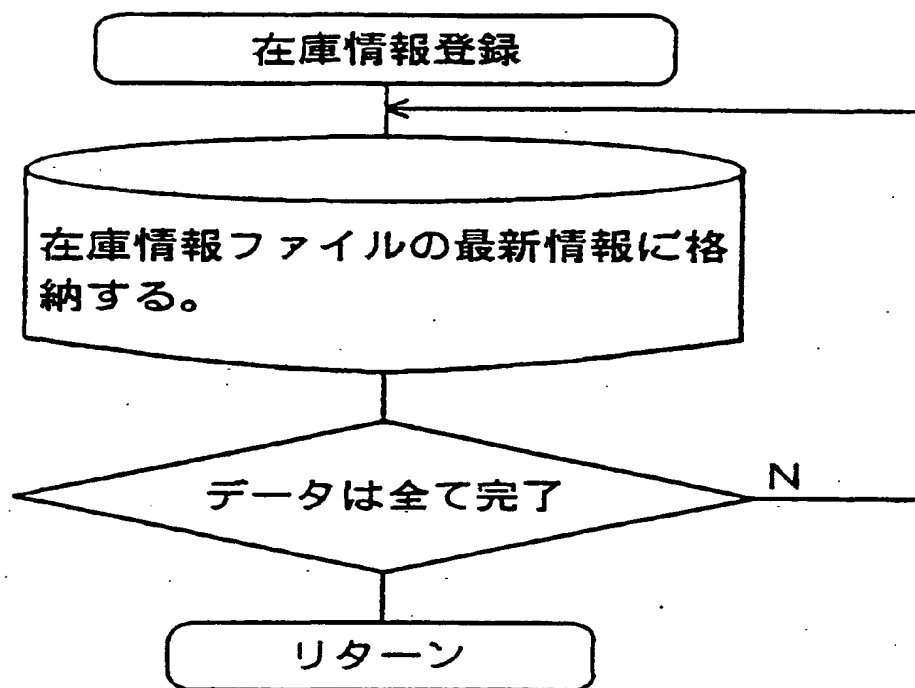 在庫情報登録
在庫情報ファイルの最新情報に格
納する。
データは全て完了
N
リターン